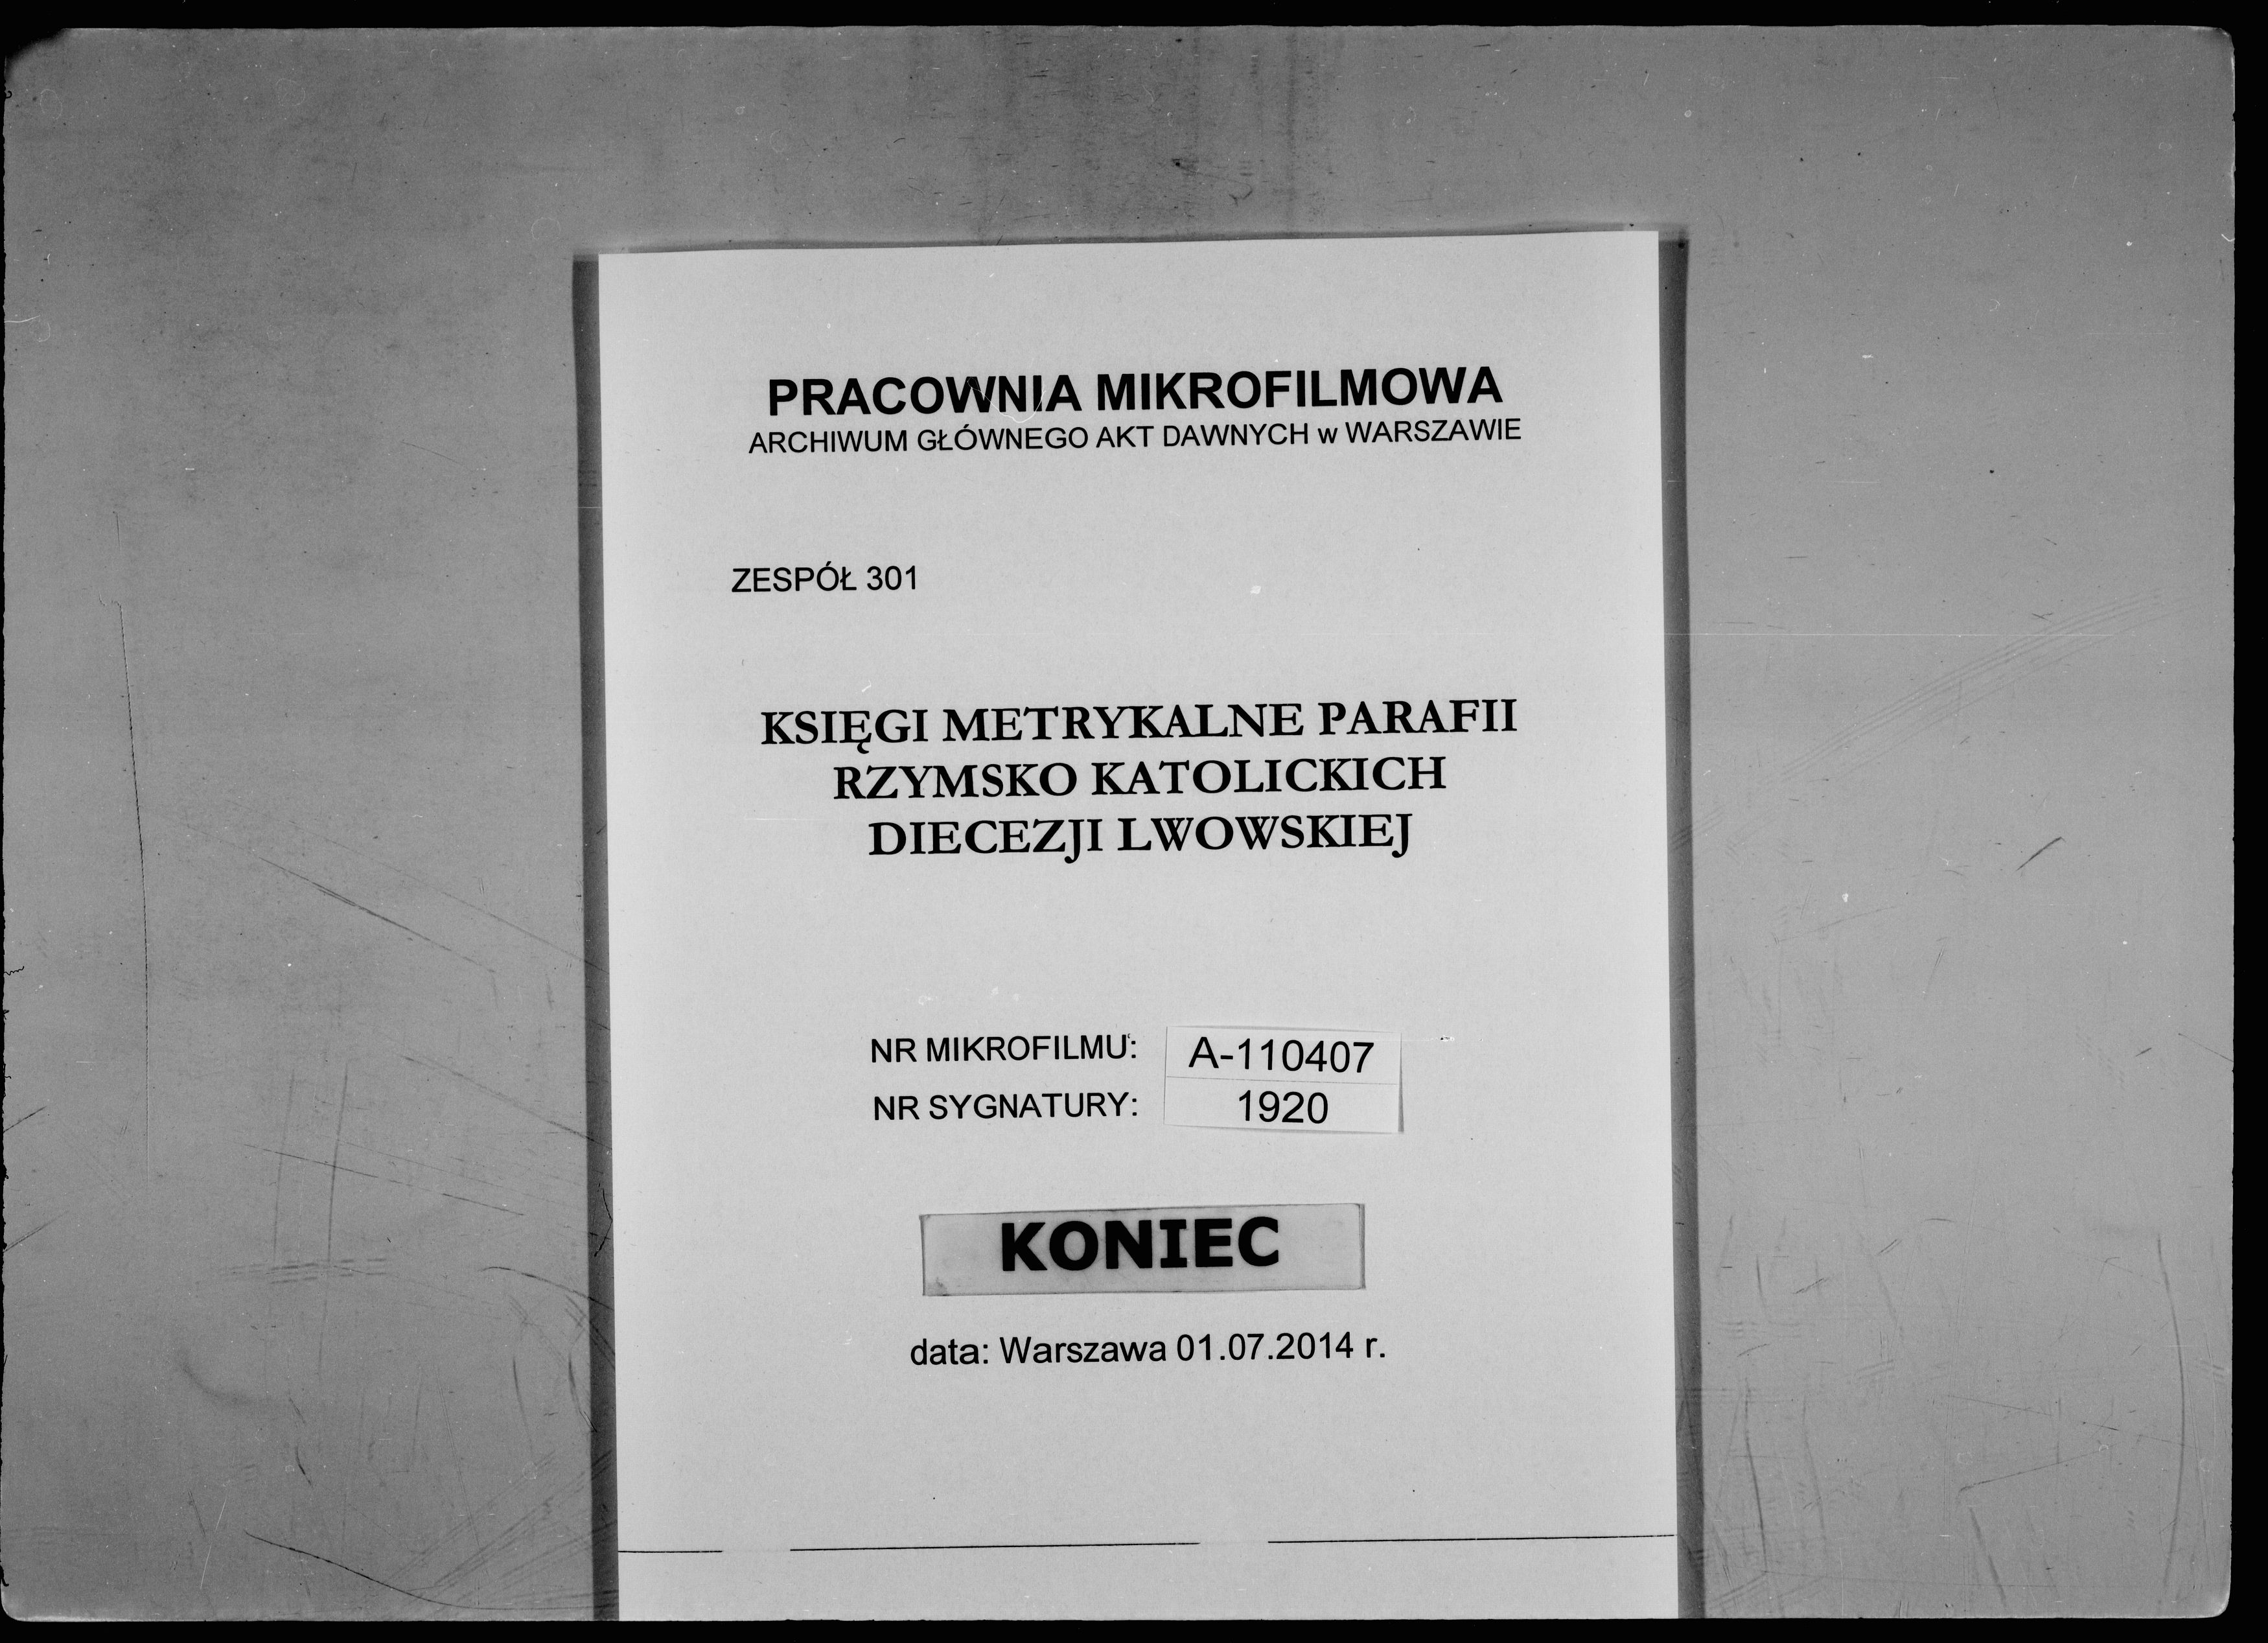 PRACOWNIA MIKROFILMOWA
ARCHIWUM GŁÓWNEGO AKT DAWNYCH w WARSZAWIE
ZESPÓŁ 301
KSIĘGI METRYKALNE PARAFII
RZYMSKO KATOLICKICH
DIECEZJI LWOWSKIEJ
NR MIKROFILMU: A-110407
NR SYGNATURY: 1920
KONIEC
data: Warszawa 01.07.2014 r.